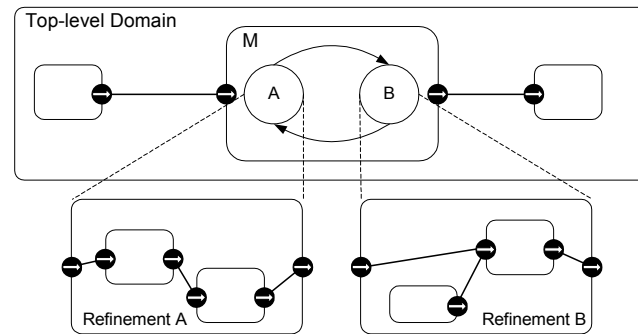 Top-level Domain
M
A
B
Refinement A
Refinement B